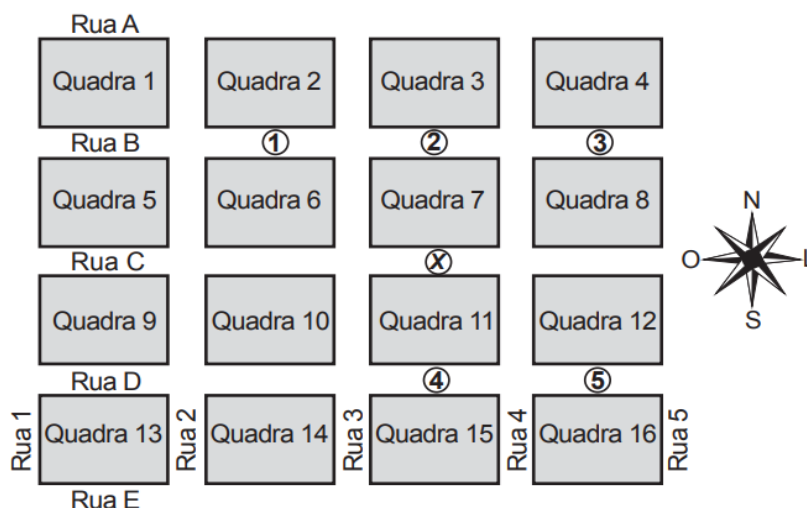 Rua A
Quadra 1 Quadra 2 Quadra 3 Quadra 4
Rua B 1 2 3
Quadra 5 Quadra 6 Quadra 7 Quadra 8
N
O L
S
Rua C X
Quadra 9 Quadra 10 Quadra 11 Quadra 12
Rua D 4 5
Rua 1 Quadra 13 Rua 2 Quadra 14 Rua 3 Quadra 15 Rua 4 Quadra 16 Rua 5
Rua E